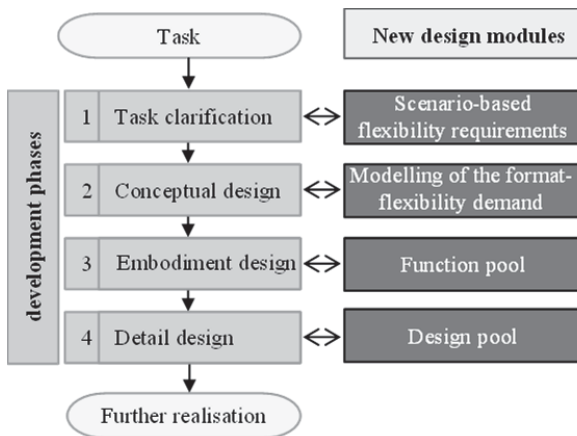 Task
New design modules
development phases
1 Task clarification
Scenario-based
flexibility requirements
2 Conceptual design
Modelling of the format-
flexibility demand
3 Embodiment design
Function pool
4 Detail design
Design pool
Further realisation